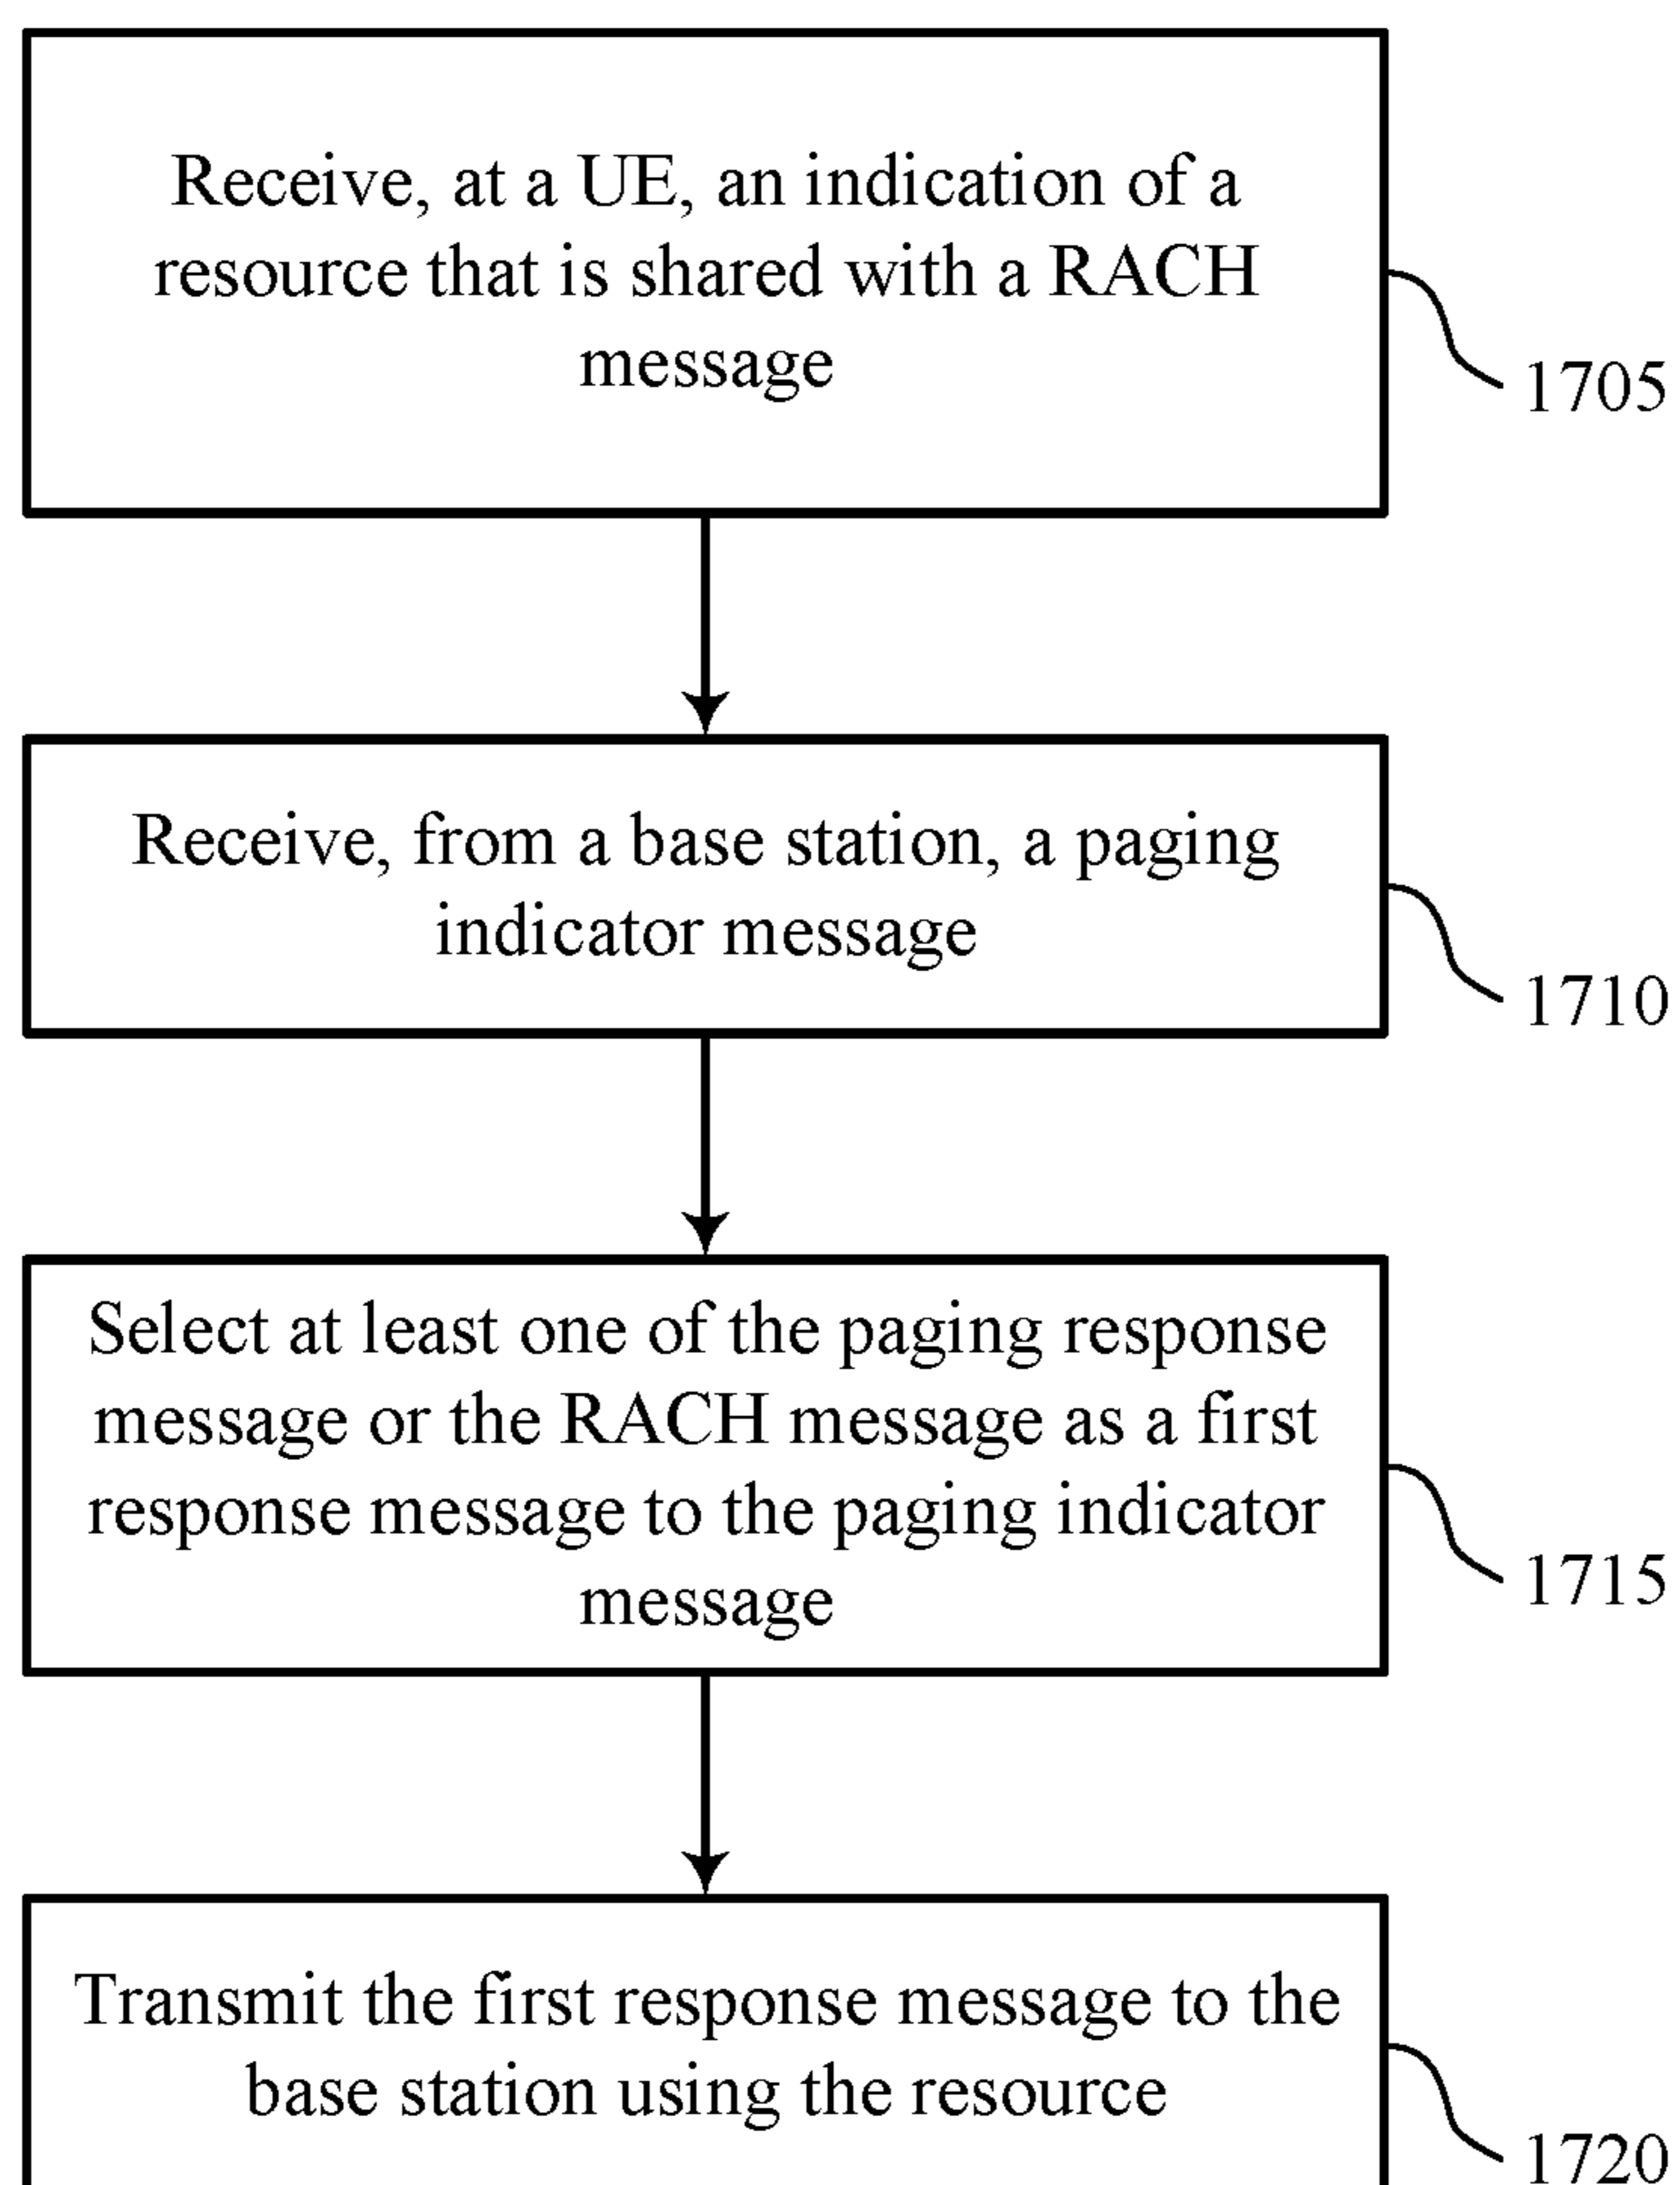 Receive, at a UE, an indication of a
resource that is shared with a RACH
message
1705
Receive, from a base station, a paging
indicator message
1710
Select at least one of the paging response
message or the RACH message as a first
response message to the paging indicator
message
1715
Transmit the first response message to the
base station using the resource
1720